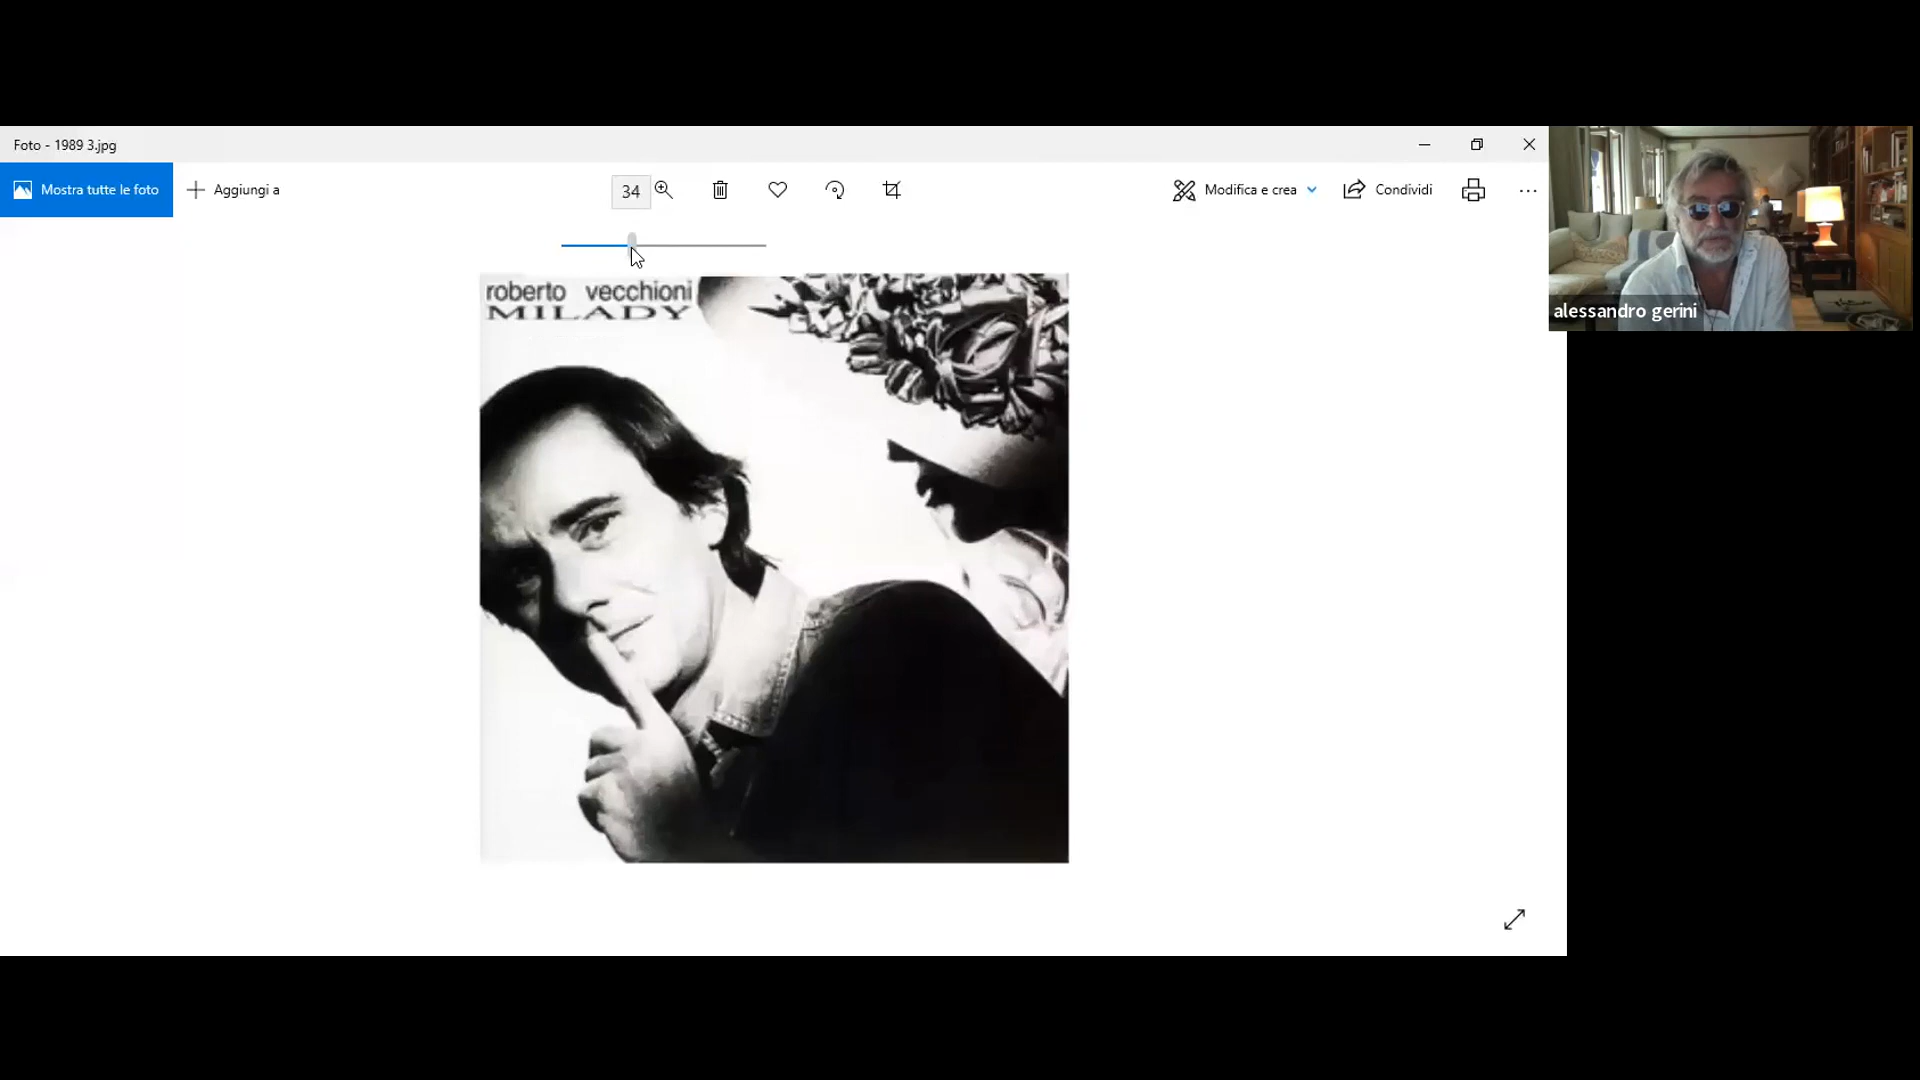 Foto - 1989 3.jpg
Mostra tutte le foto
Aggiungi a
34
Modifica e crea
Condividi
roberto vecchioni
MILADY
alessandro gerini